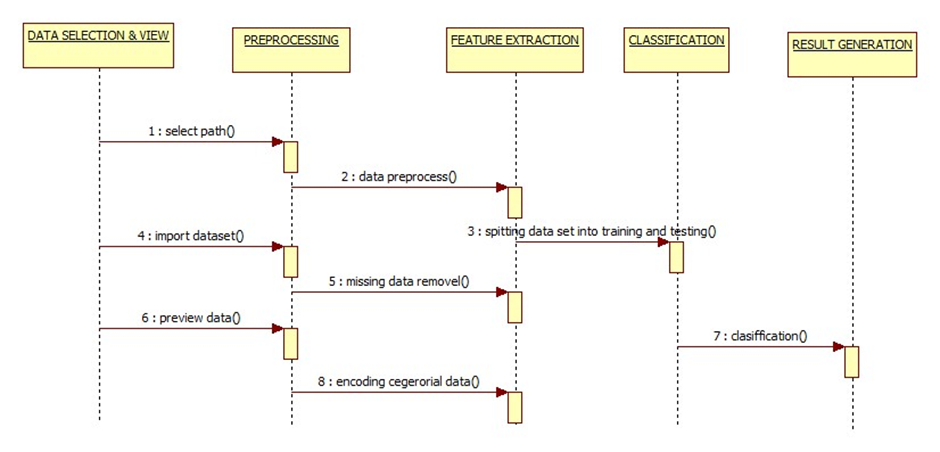 DATA SELECTION & VIEW
PREPROCESSING
FEATURE EXTRACTION
CLASSIFICATION
RESULT GENERATION
1 : select path()
2 : data preprocess()
3 : spitting data set into training and testing()
4 : import dataset()
5 : missing data removel()
6 : preview data()
7 : clasiffication()
8 : encoding cegerorial data()